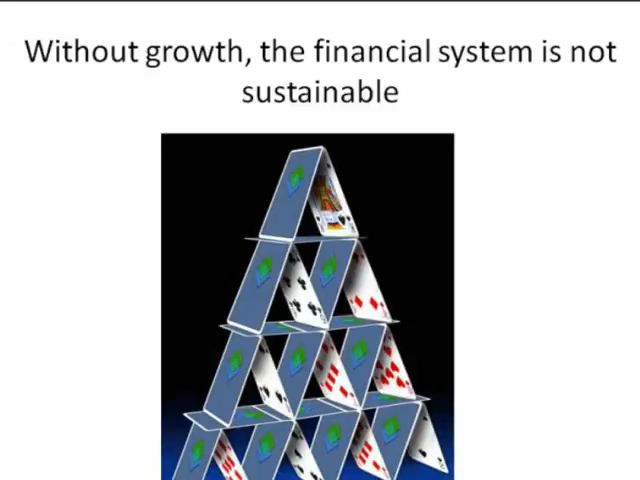 Without growth, the financial system is not
sustainable